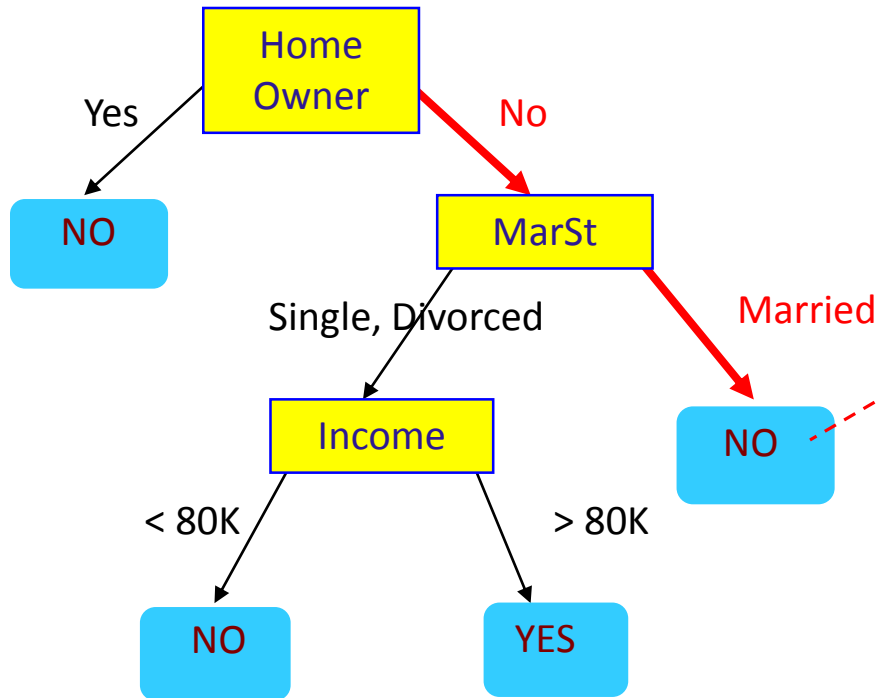 Home
Owner
Yes
No
NO
MarSt
Single, Divorced
Married
Income
NO
< 80K
> 80K
NO
YES